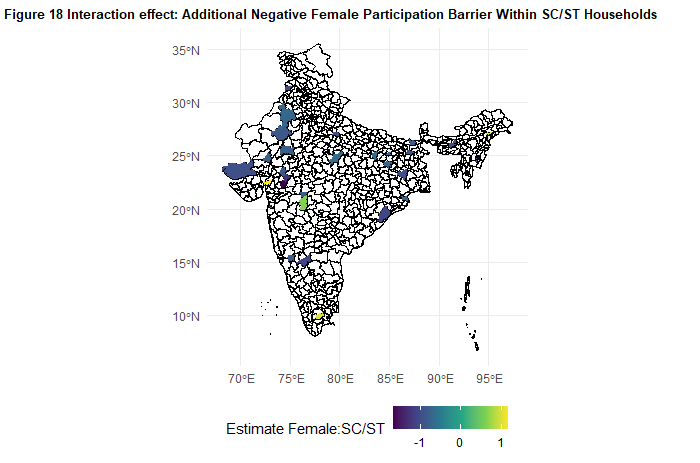 Figure 18 Interaction effect: Additional Negative Female Participation Barrier Within SC/ST Households
35°N
30°N
25°N
20°N
15°N
10°N
70°E 75°E 80°E 85°E 90°E 95°E
Estimate Female:SC/ST
-1 0 1